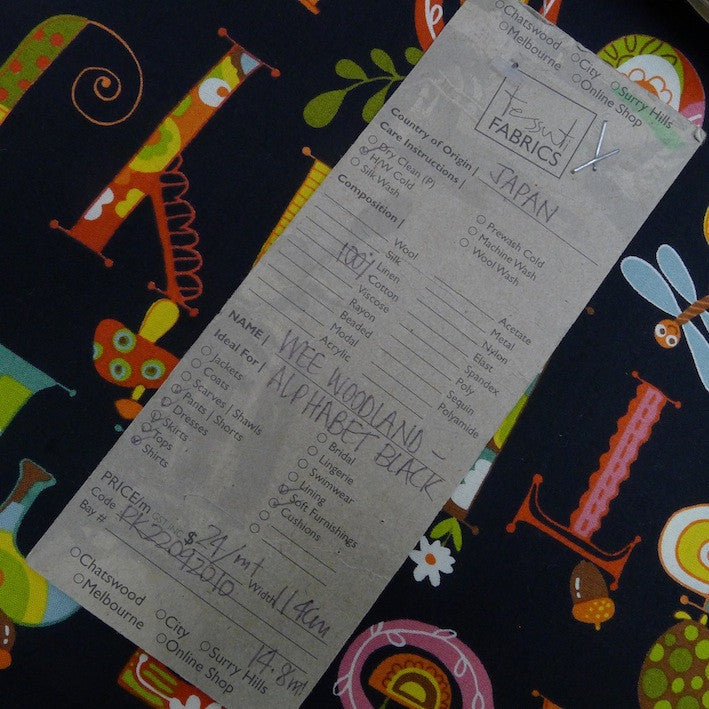 Chatswood City Surry Hills
Melbourne Online Shop
Tessuti
FABRICS
Country of Origin | JAPAN
Care Instructions |
Dry Clean (P) Prewash Cold
H/W Cold Machine Wash
Silk Wash Wool Wash
Composition |
Wool Acetate
Silk Metal
Linen Nylon
100% Cotton Elast
Viscose Spandex
Rayon Poly
Beaded Sequin
Modal Polyamide
Acrylic
NAME | WEE WOODLAND -
ALPHABET BLACK
Ideal For |
Jackets Bridal
Coats Lingerie
Scarves | Shawls Swimwear
Pants | Shorts Lining
Dresses Soft Furnishings
Skirts Cushions
Tops
Shirts
PRICE/m GST INC $24/mt Width 114cm
Code RK22092010
Bay # 14.8mt
Chatswood City Surry Hills
Melbourne Online Shop